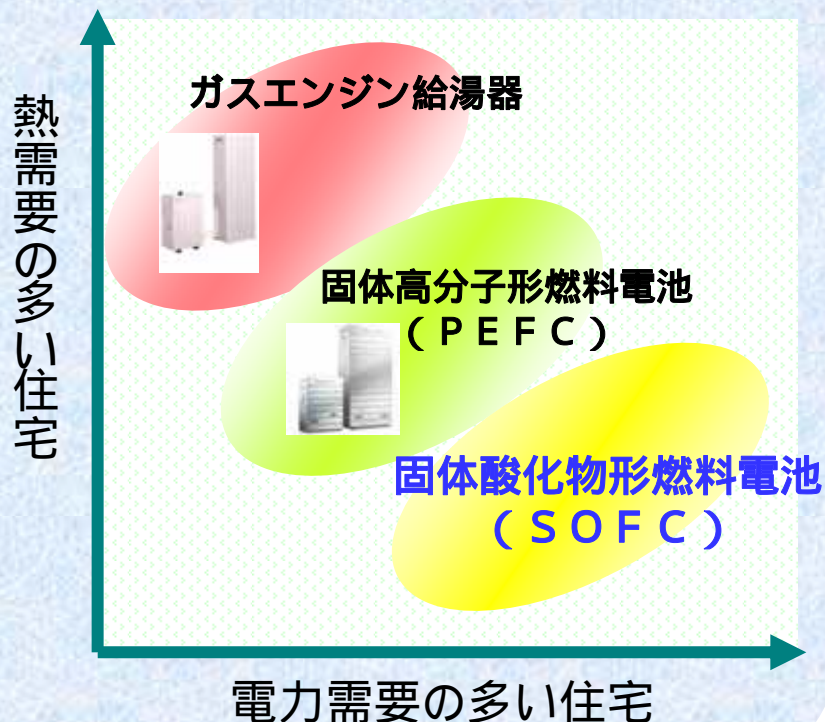 熱需要の多い住宅
ガスエンジン給湯器
固体高分子形燃料電池
（ＰＥＦＣ）
固体酸化物形燃料電池
（ＳＯＦＣ）
電力需要の多い住宅